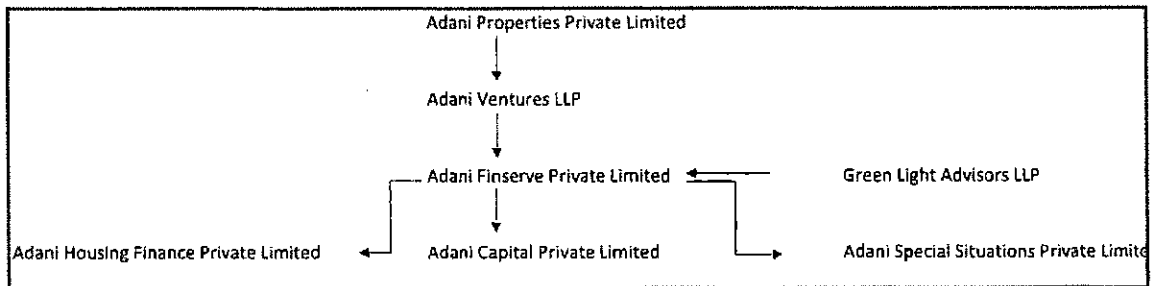 Adani Properties Private Limited
Adani Ventures LLP
Adani Finserve Private Limited
Green Light Advisors LLP
Adani Housing Finance Private Limited
Adani Capital Private Limited
Adani Special Situations Private Limite